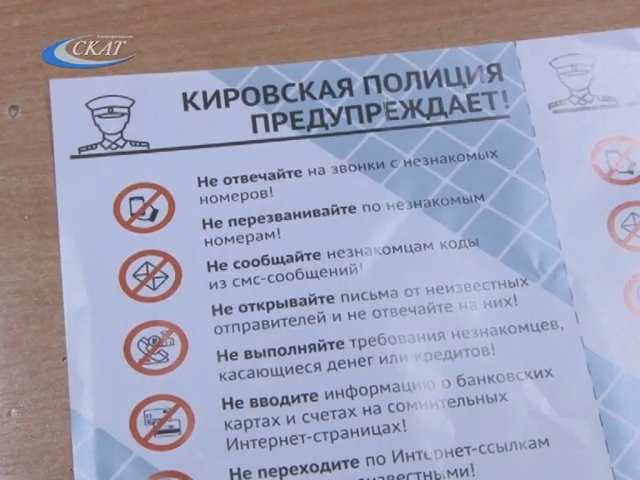 СКАТ
КИРОВСКАЯ ПОЛИЦИЯ
ПРЕДУПРЕЖДАЕТ!
Не отвечайте на звонки с незнакомых
номеров!
Не перезванивайте по незнакомым
номерам!
Не сообщайте незнакомцам коды
из смс-сообщений!
Не открывайте письма от неизвестных
отправителей и не отвечайте на них!
Не выполняйте требования незнакомцев,
касающиеся денег или кредитов!
Не вводите информацию о банковских
картах и счетах на сомнительных
Интернет-страницах!
Не переходите по Интернет-ссылкам